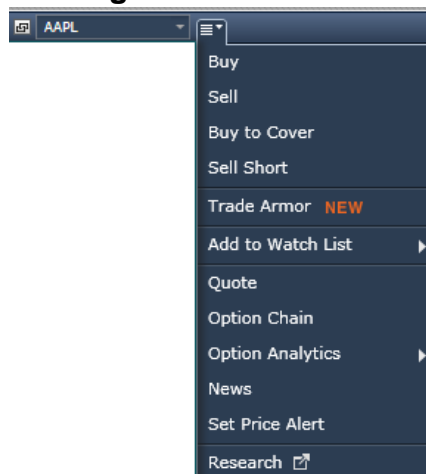 AAPL
Buy
Sell
Buy to Cover
Sell Short
Trade Armor NEW
Add to Watch List
Quote
Option Chain
Option Analytics
News
Set Price Alert
Research